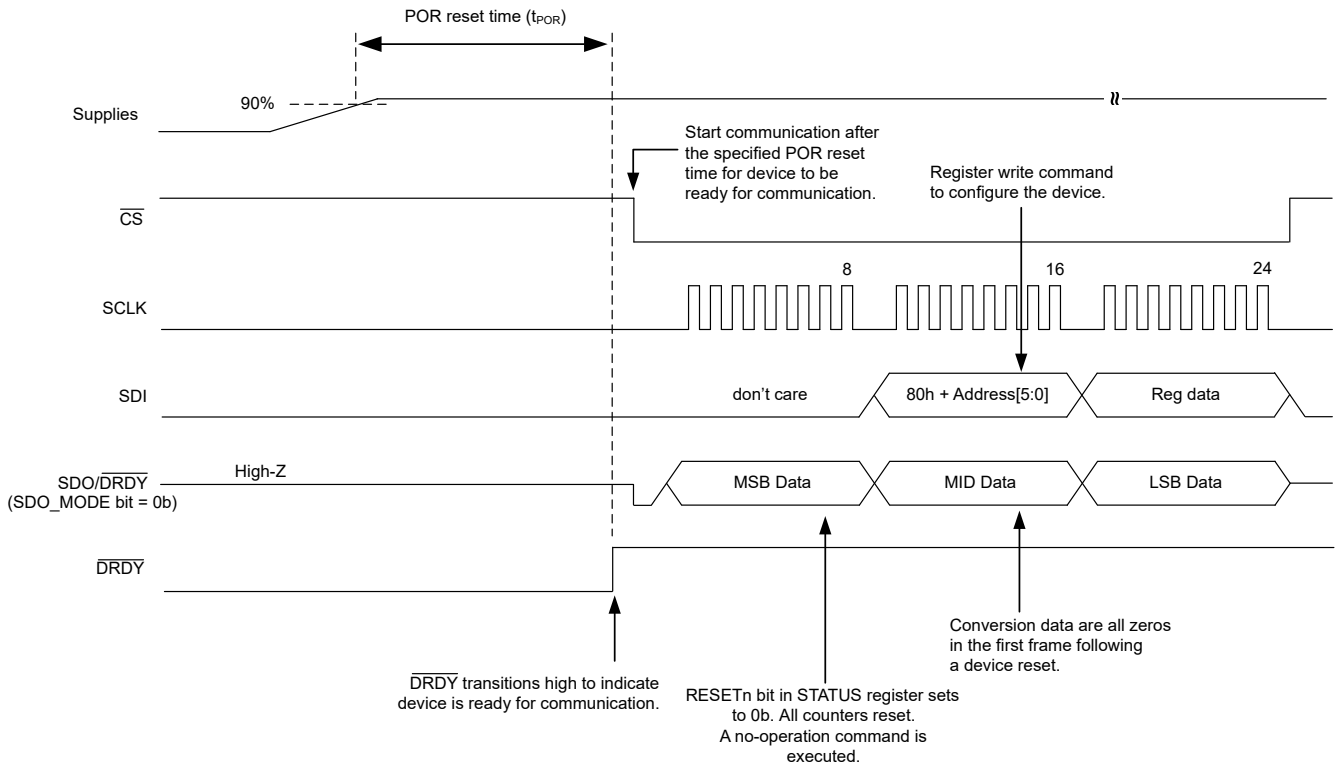 POR reset time (tPOR)
90%
Supplies
Start communication after
the specified POR reset
time for device to be
ready for communication.
Register write command
to configure the device.
CS
8
16
24
SCLK
SDI
don't care
80h + Address[5:0]
Reg data
High-Z
SDO/DRDY
(SDO_MODE bit = 0b)
MSB Data
MID Data
LSB Data
DRDY
Conversion data are all zeros
in the first frame following
a device reset.
DRDY transitions high to indicate
device is ready for communication.
RESETn bit in STATUS register sets
to 0b. All counters reset.
A no-operation command is
executed.